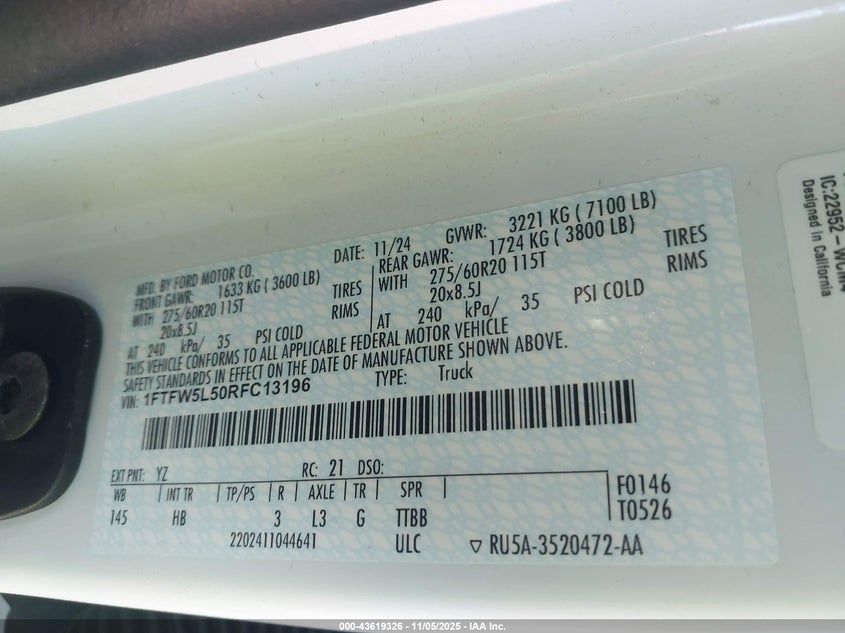 MFD. BY FORD MOTOR CO.
DATE: 11/24 GVWR: 3221 KG ( 7100 LB)
FRONT GAWR: 1633 KG ( 3600 LB)
WITH 275/60R20 115T TIRES
20x8.5J RIMS
AT 240 kPa/ 35 PSI COLD
REAR GAWR: 1724 KG ( 3800 LB)
WITH 275/60R20 115T TIRES
20x8.5J RIMS
AT 240 kPa/ 35 PSI COLD
THIS VEHICLE CONFORMS TO ALL APPLICABLE FEDERAL MOTOR VEHICLE
SAFETY STANDARDS IN EFFECT ON THE DATE OF MANUFACTURE SHOWN ABOVE.
VIN: 1FTFW5L50RFC13196 TYPE: Truck
EXT PNT: YZ RC: 21 DSO:
WB INT TR TP/PS R AXLE TR SPR F0146
145 HB 3 L3 G TTBB T0526
2202411044641 ULC ▽ RU5A-3520472-AA
IC:22952
Designed in California
000-43619326 - 11/05/2025 - IAA Inc.